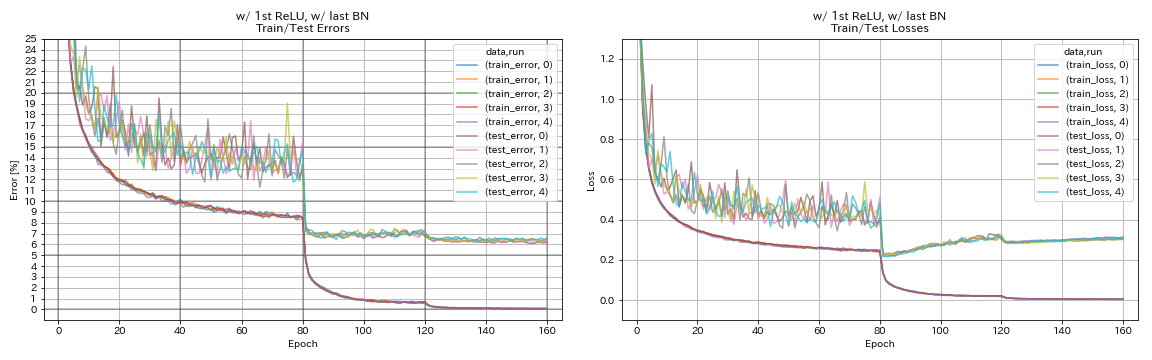 w/ 1st ReLU, w/ last BN
Train/Test Errors
25
24
23
22
21
20
19
18
17
16
15
14
13
12
11
10
9
8
7
6
5
4
3
2
1
0
Error [%]
0
20
40
60
80
100
120
140
160
Epoch
data,run
(train_error, 0)
(train_error, 1)
(train_error, 2)
(train_error, 3)
(train_error, 4)
(test_error, 0)
(test_error, 1)
(test_error, 2)
(test_error, 3)
(test_error, 4)
w/ 1st ReLU, w/ last BN
Train/Test Losses
1.2
1.0
0.8
0.6
0.4
0.2
0.0
Loss
0
20
40
60
80
100
120
140
160
Epoch
data,run
(train_loss, 0)
(train_loss, 1)
(train_loss, 2)
(train_loss, 3)
(train_loss, 4)
(test_loss, 0)
(test_loss, 1)
(test_loss, 2)
(test_loss, 3)
(test_loss, 4)